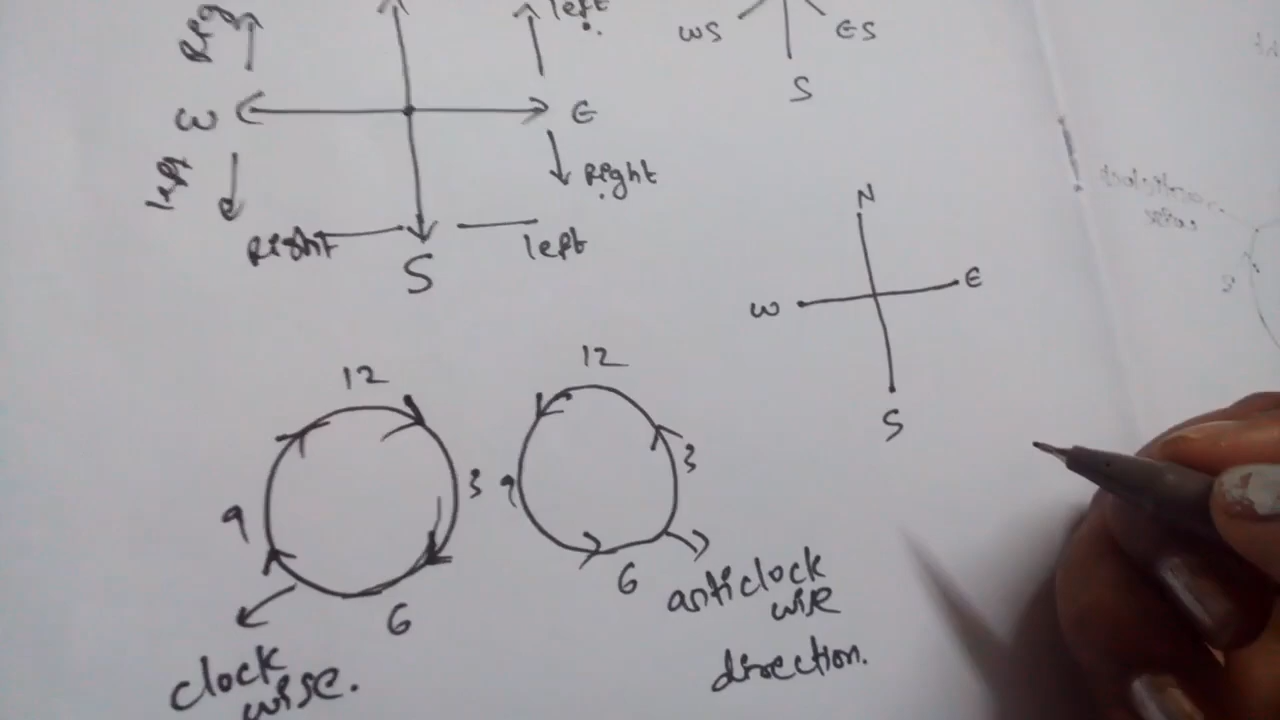 Rig
left
W
E
left
Right
Right
left
S
WS
ES
S
N
W
E
S
12
9
3
6
clock
wise.
12
9
3
6
anticlock
wise
direction.